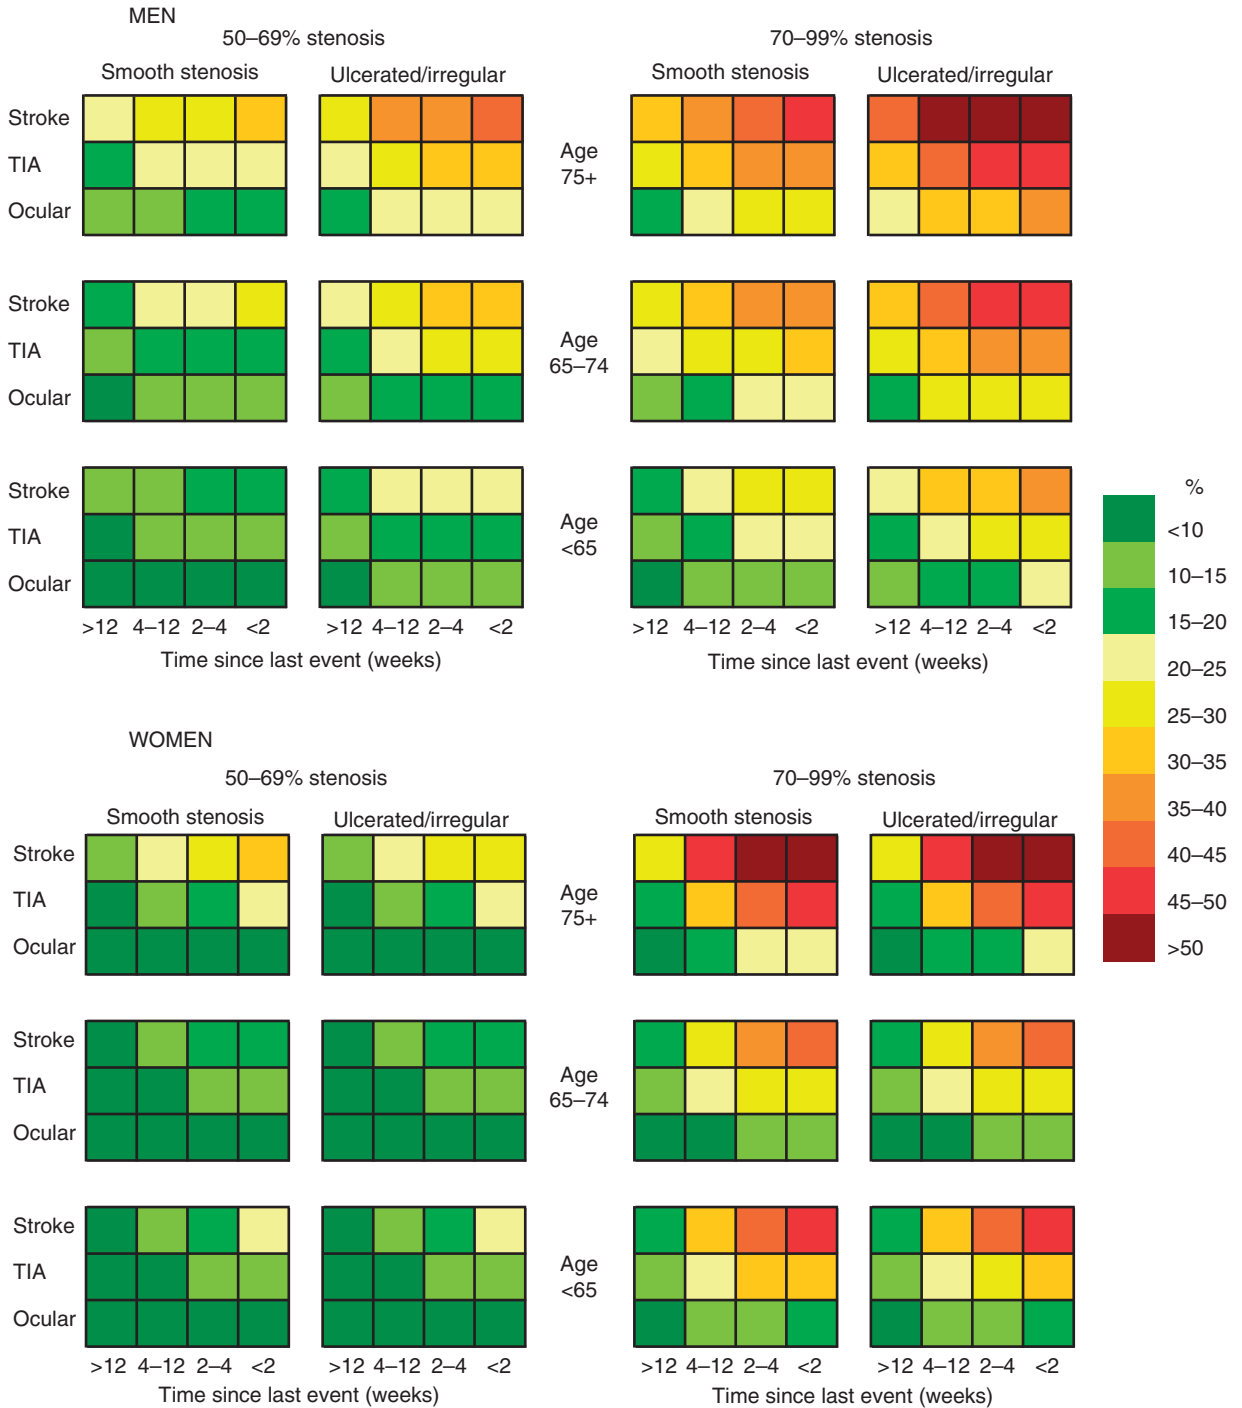 MEN
50–69% stenosis
70–99% stenosis
Smooth stenosis
Ulcerated/irregular
Smooth stenosis
Ulcerated/irregular
Stroke
TIA
Ocular
Age
75+
Stroke
TIA
Ocular
Age
65–74
Stroke
TIA
Ocular
Age
<65
>12 4–12 2–4 <2
>12 4–12 2–4 <2
>12 4–12 2–4 <2
>12 4–12 2–4 <2
Time since last event (weeks)
Time since last event (weeks)
%
<10
10–15
15–20
20–25
25–30
30–35
35–40
40–45
45–50
>50
WOMEN
50–69% stenosis
70–99% stenosis
Smooth stenosis
Ulcerated/irregular
Smooth stenosis
Ulcerated/irregular
Stroke
TIA
Ocular
Age
75+
Stroke
TIA
Ocular
Age
65–74
Stroke
TIA
Ocular
Age
<65
>12 4–12 2–4 <2
>12 4–12 2–4 <2
>12 4–12 2–4 <2
>12 4–12 2–4 <2
Time since last event (weeks)
Time since last event (weeks)